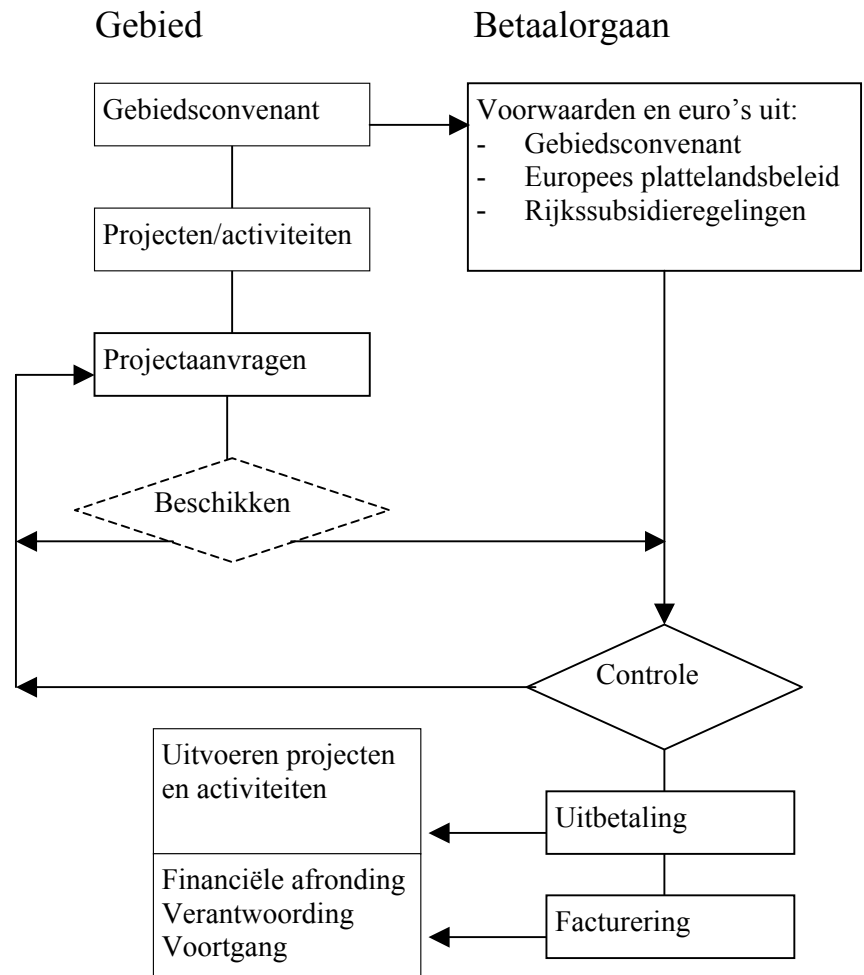 Gebied
Betaalorgaan
Gebiedsconvenant
Voorwaarden en euro’s uit:
- Gebiedsconvenant
- Europees plattelandsbeleid
- Rijkssubsidieregelingen
Projecten/activiteiten
Projectaanvragen
Beschikken
Controle
Uitvoeren projecten
en activiteiten
Uitbetaling
Financiële afronding
Verantwoording
Voortgang
Facturering